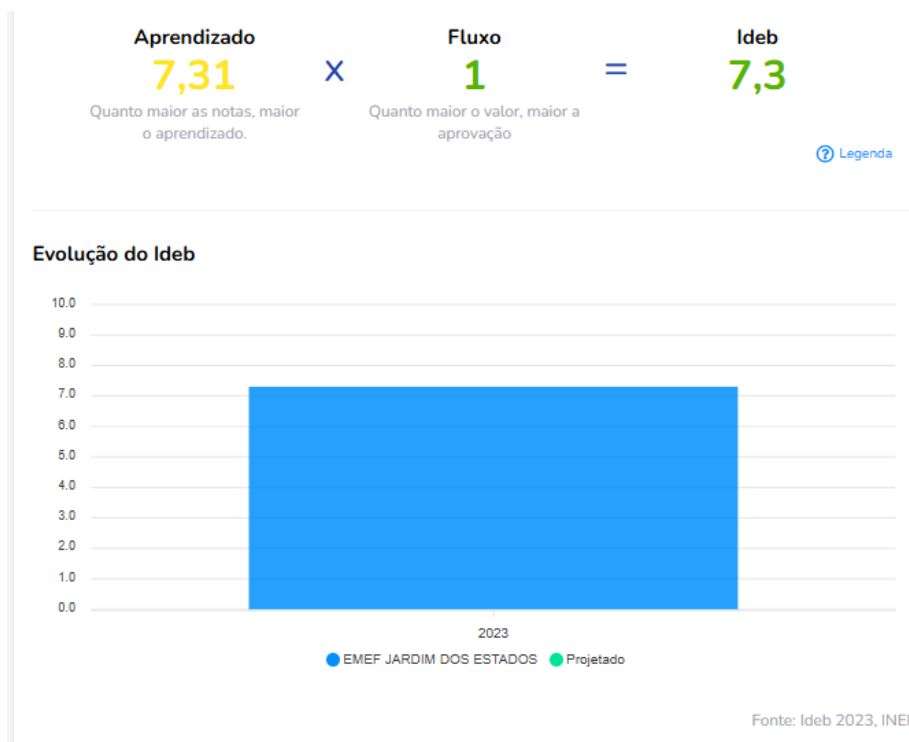 Aprendizado Fluxo Ideb
7,31 X 1 = 7,3
Quanto maior as notas, maior Quanto maior o valor, maior a
o aprendizado. aprovação
? Legenda
Evolução do Ideb
10.0
9.0
8.0
7.0
6.0
5.0
4.0
3.0
2.0
1.0
0.0
2023
EMEF JARDIM DOS ESTADOS Projetado
Fonte: Ideb 2023, INE